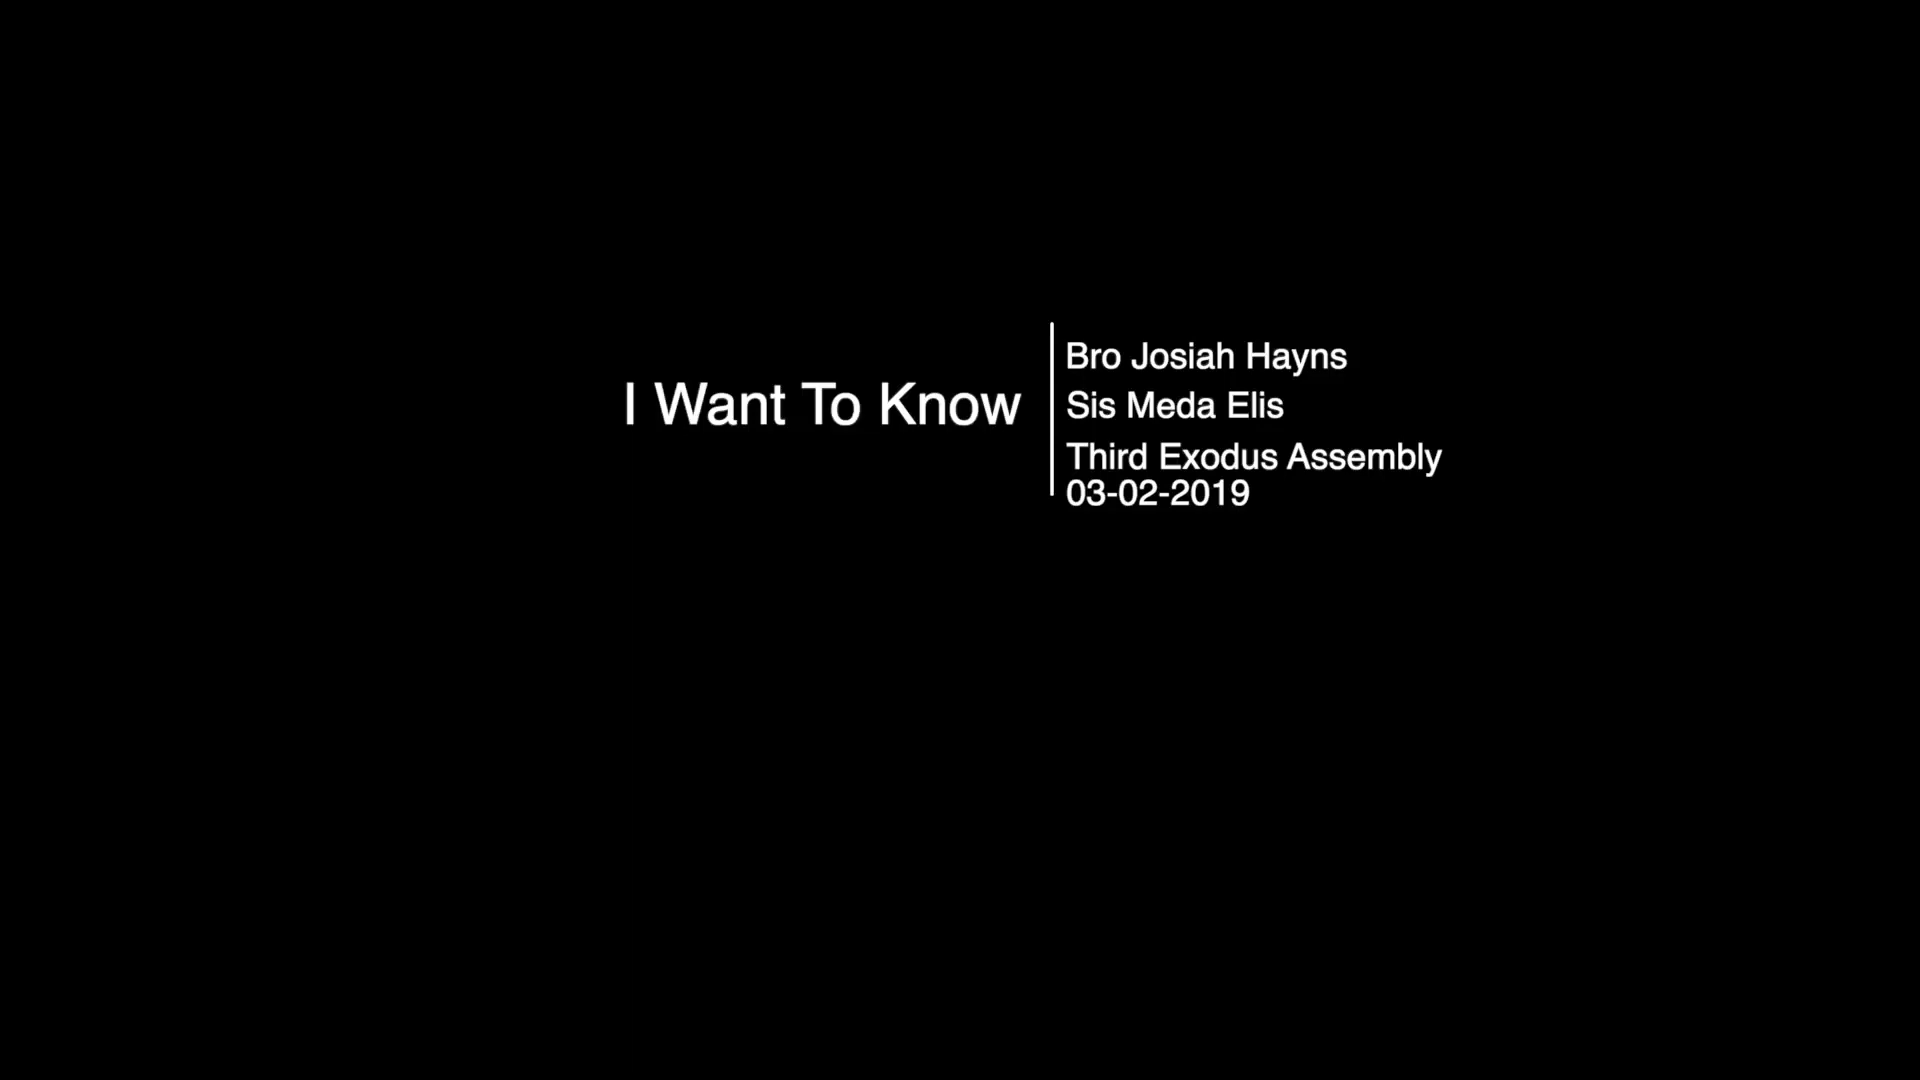 I Want To Know
Bro Josiah Hayns
Sis Meda Elis
Third Exodus Assembly
03-02-2019